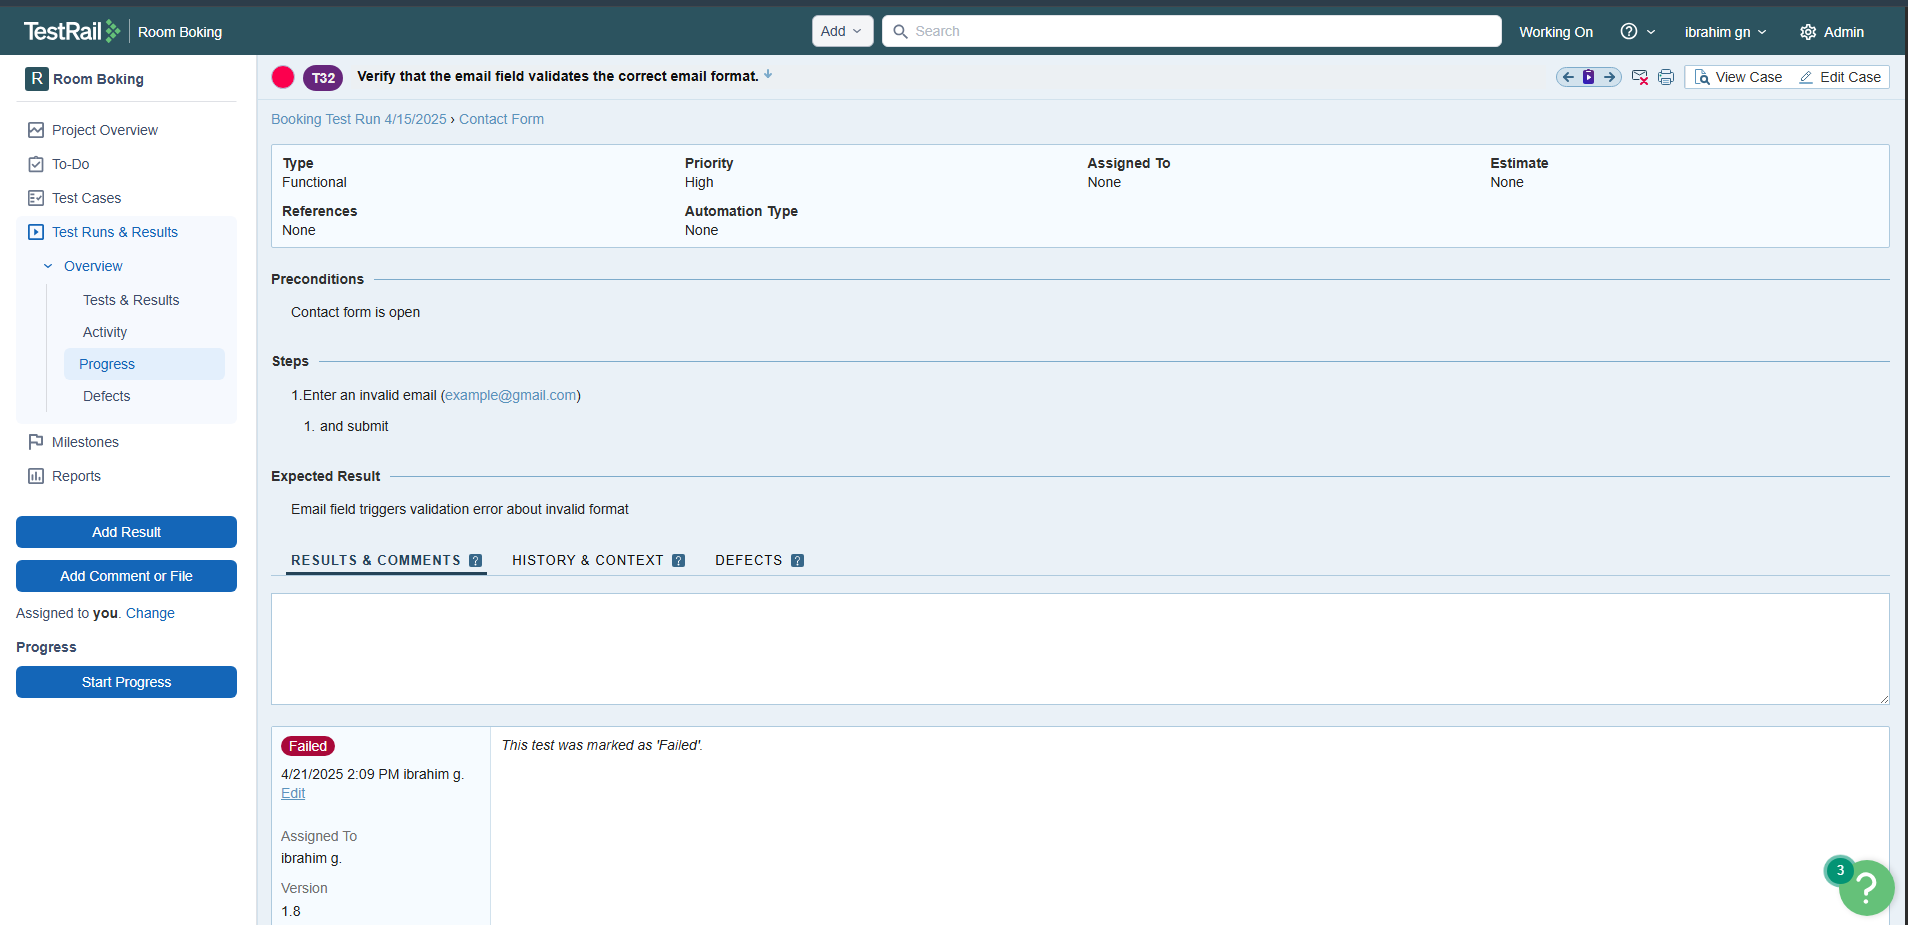 TestRail Room Boking Add Search Working On ibrahim gn Admin
R Room Boking
Project Overview
To-Do
Test Cases
Test Runs & Results
Overview
Tests & Results
Activity
Progress
Defects
Milestones
Reports
Add Result
Add Comment or File
Assigned to you. Change
Progress
Start Progress
T32 Verify that the email field validates the correct email format.
View Case Edit Case
Booking Test Run 4/15/2025 › Contact Form
Type Priority Assigned To Estimate
Functional High None None
References Automation Type
None None
Preconditions
Contact form is open
Steps
1.Enter an invalid email (example@gmail.com)
1. and submit
Expected Result
Email field triggers validation error about invalid format
RESULTS & COMMENTS ? HISTORY & CONTEXT ? DEFECTS ?
Failed This test was marked as 'Failed'.
4/21/2025 2:09 PM ibrahim g.
Edit
Assigned To
ibrahim g.
Version
1.8
3
?